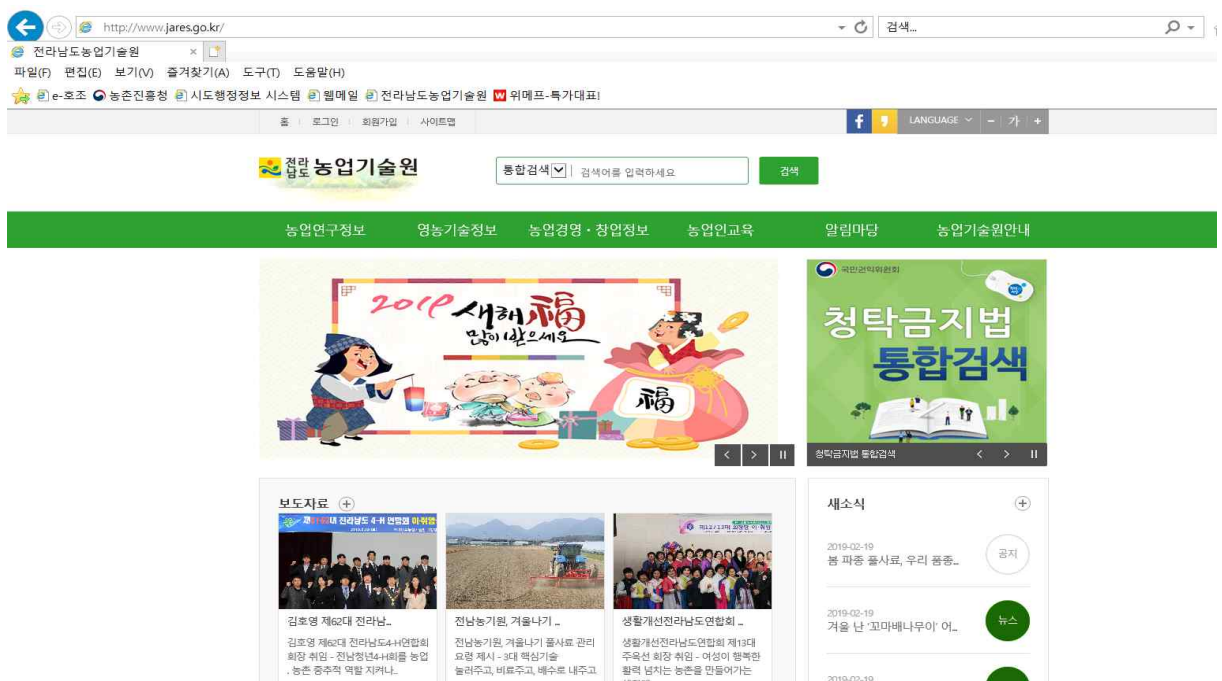 http://www.jares.go.kr/
검색...
전라남도농업기술원
파일(F) 편집(E) 보기(V) 즐겨찾기(A) 도구(T) 도움말(H)
e-호조 농촌진흥청 시도행정정보 시스템 웹메일 전라남도농업기술원 위메프-특가대표!
홈 로그인 회원가입 사이트맵
LANGUAGE - 가 +
전라남도 농업기술원
통합검색 검색어를 입력하세요 검색
농업연구정보 영농기술정보 농업경영·창업정보 농업인교육 알림마당 농업기술원안내
2019 새해 福
많이 받으세요
福
국민권익위원회
청탁금지법
통합검색
청탁금지법 통합검색
보도자료
전라남도 4-H 연합회
김호영 제62대 전라남...
김호영 제62대 전라남도4-H연합회
회장 취임 - 전남청년4-H회를 농업
. 농촌 중추적 역할 지켜나...
전남농기원, 겨울나기 ...
전남농기원, 겨울나기 풀사료 관리
요령 제시 - 3대 핵심기술
눌러주고, 비료주고, 배수로 내주고
생활개선전라남도연합회 ...
생활개선전라남도연합회 제13대
주옥선 회장 취임 - 여성이 행복한
활력 넘치는 농촌을 만들어가는
새소식
2019-02-19
봄 파종 풀사료, 우리 품종...
공지
2019-02-19
겨울 난 '꼬마배나무이' 어...
뉴스
2019-02-19